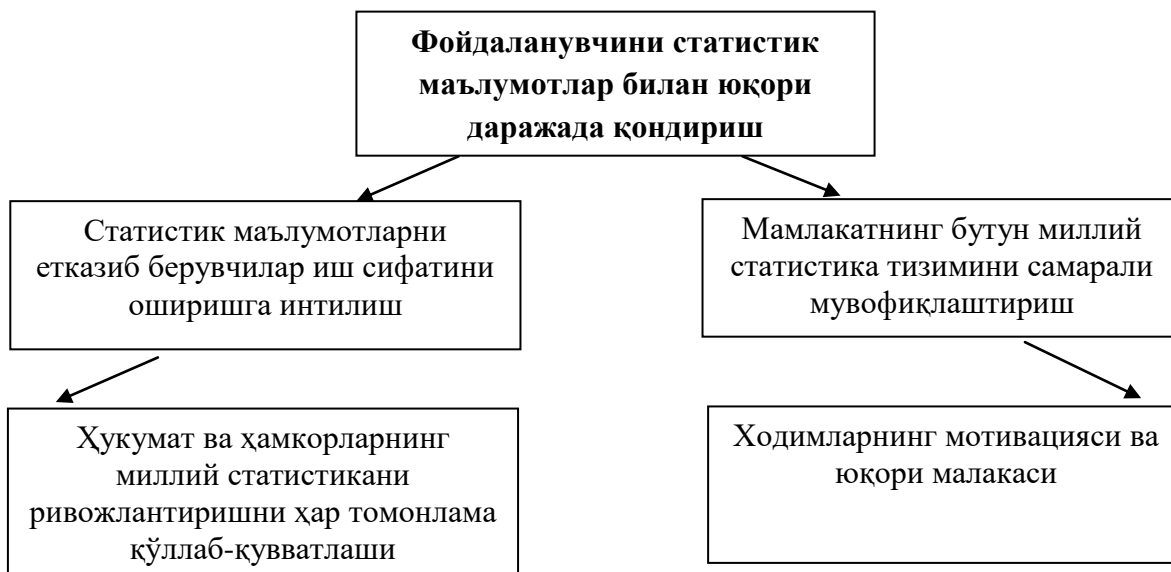 Фойдаланувчини статистик
маълумотлар билан юқори
даражада қондириш
Статистик маълумотларни
етказиб берувчилар иш сифатини
оширишга интилиш
Мамлакатнинг бутун миллий
статистика тизимини самарали
мувофиқлаштириш
Ҳукумат ва ҳамкорларнинг
миллий статистикани
ривожлантиришни ҳар томонлама
қўллаб-қувватлаши
Ходимларнинг мотивацияси ва
юқори малакаси